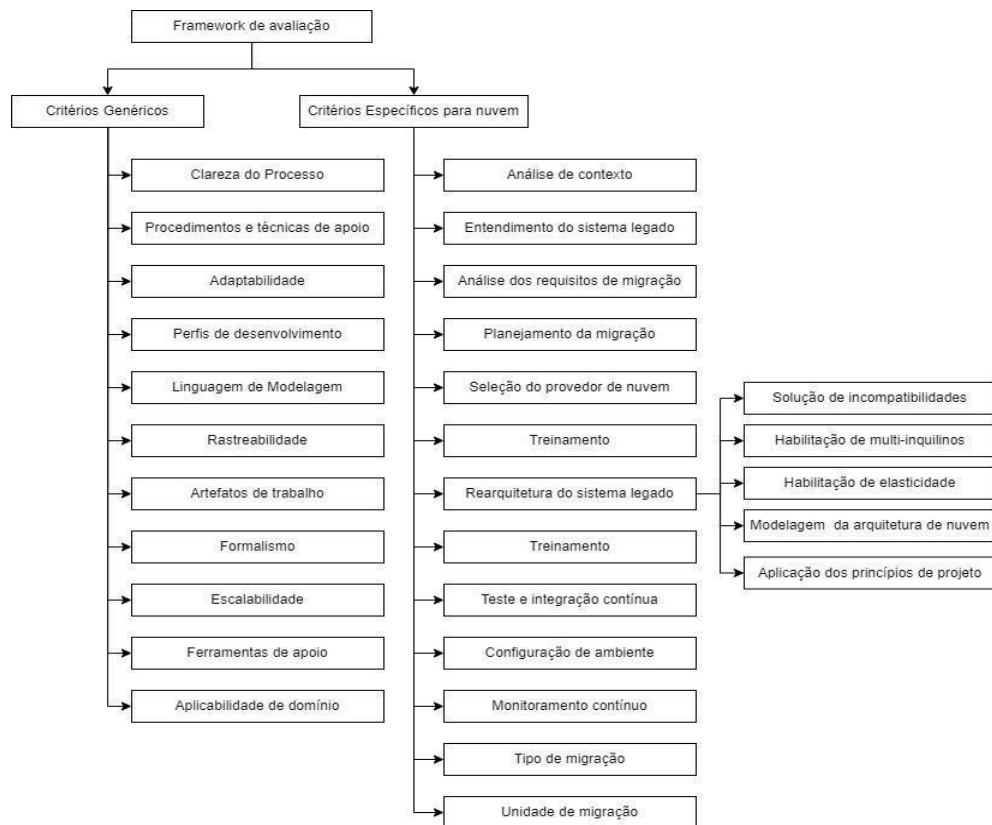 Framework de avaliação
Critérios Genéricos
Critérios Específicos para nuvem
Clareza do Processo
Procedimentos e técnicas de apoio
Adaptabilidade
Perfis de desenvolvimento
Linguagem de Modelagem
Rastreabilidade
Artefatos de trabalho
Formalismo
Escalabilidade
Ferramentas de apoio
Aplicabilidade de domínio
Análise de contexto
Entendimento do sistema legado
Análise dos requisitos de migração
Planejamento da migração
Seleção do provedor de nuvem
Treinamento
Rearquitetura do sistema legado
Treinamento
Teste e integração contínua
Configuração de ambiente
Monitoramento contínuo
Tipo de migração
Unidade de migração
Solução de incompatibilidades
Habilitação de multi-inquilinos
Habilitação de elasticidade
Modelagem da arquitetura de nuvem
Aplicação dos princípios de projeto